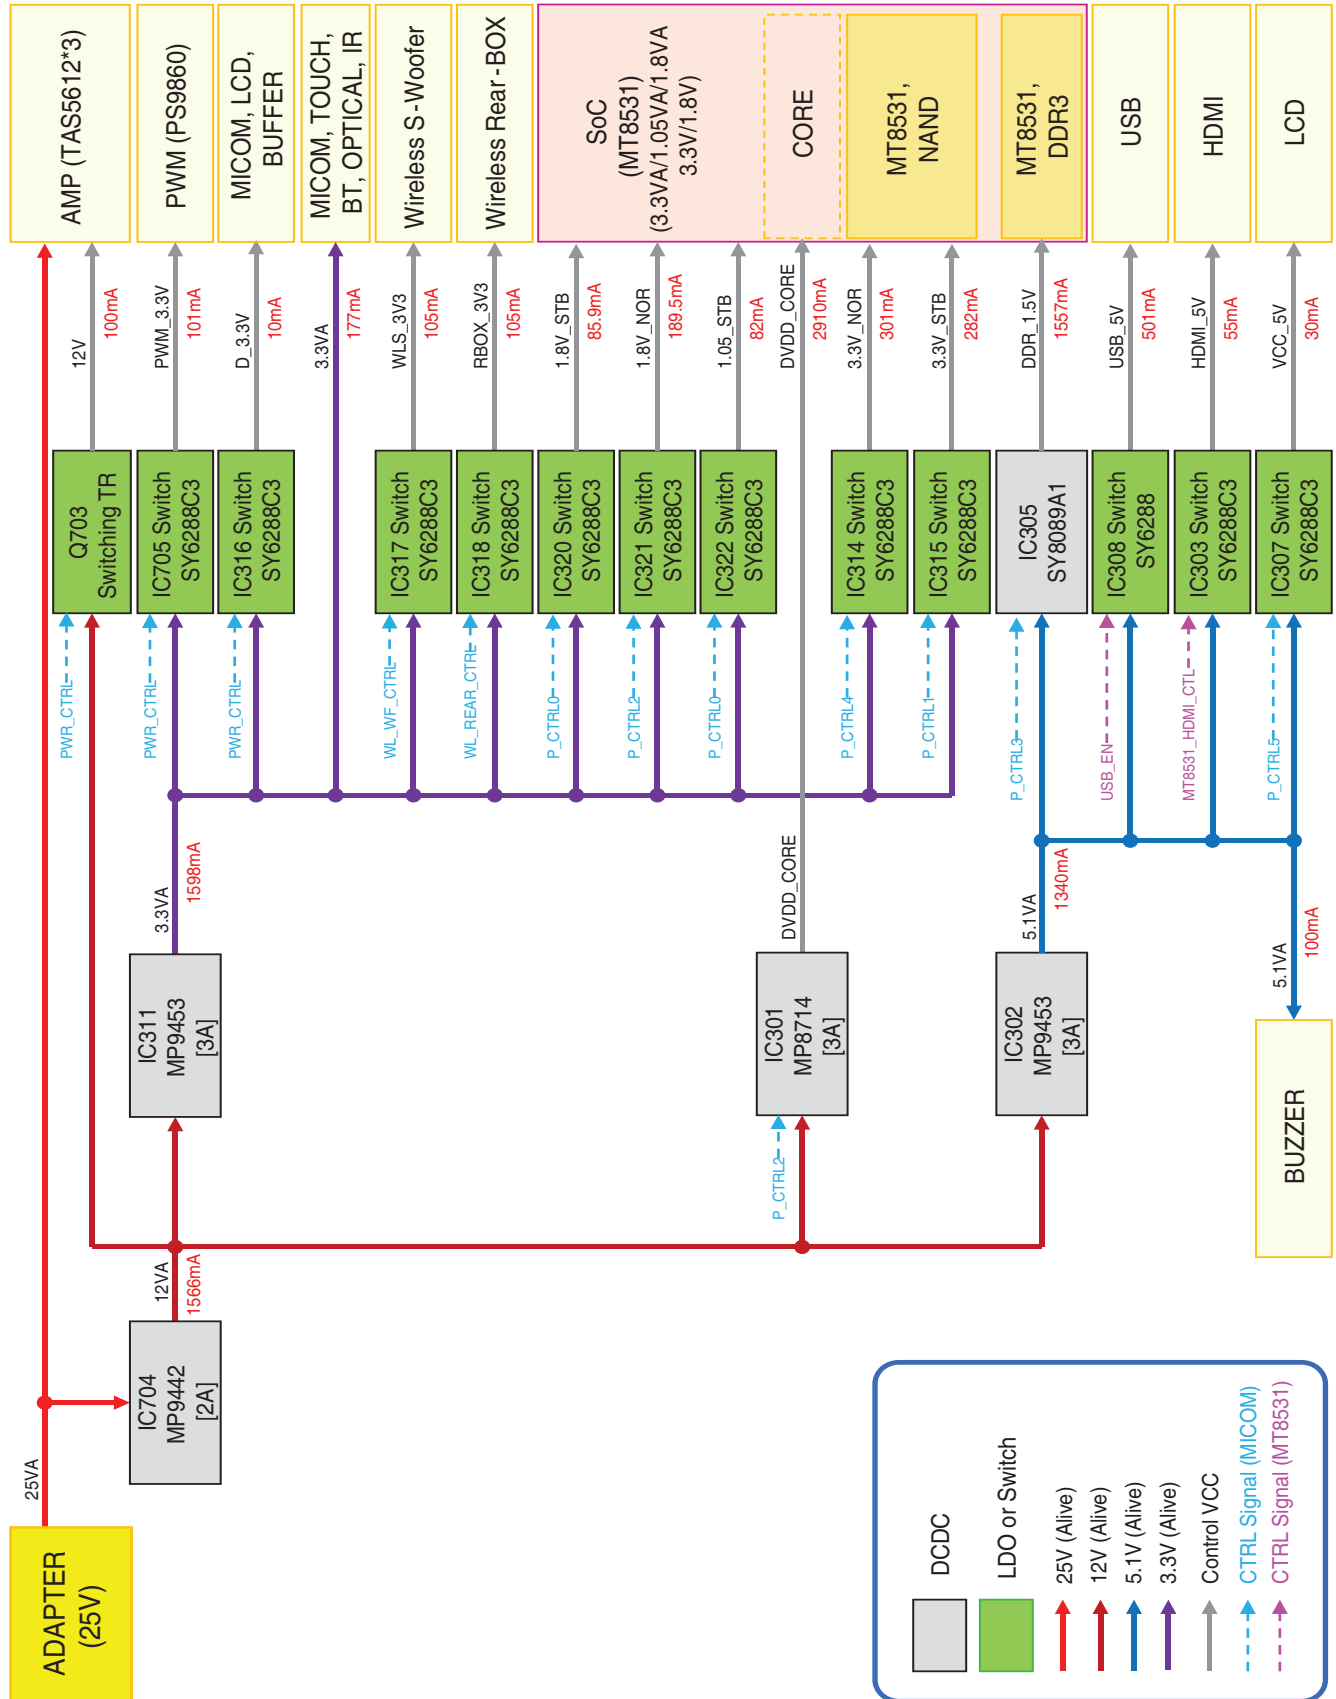 ADAPTER
(25V)
25VA
IC704
MP9442
[2A]
12VA
1566mA
IC311
MP9453
[3A]
3.3VA
1598mA
P_CTRL2
IC301
MP8714
[3A]
DVDD_CORE
IC302
MP9453
[3A]
5.1VA
1340mA
BUZZER
5.1VA
100mA
PWR_CTRL
Q703
Switching TR
12V
100mA
AMP (TAS5612*3)
PWR_CTRL
IC705 Switch
SY6288C3
PWM_3.3V
101mA
PWM (PS9860)
PWR_CTRL
IC316 Switch
SY6288C3
D_3.3V
10mA
MICOM, LCD,
BUFFER
3.3VA
177mA
MICOM, TOUCH,
BT, OPTICAL, IR
WL_WF_CTRL
IC317 Switch
SY6288C3
WLS_3V3
105mA
Wireless S-Woofer
WL_REAR_CTRL
IC318 Switch
SY6288C3
RBOX_3V3
105mA
Wireless Rear-BOX
P_CTRL0
IC320 Switch
SY6288C3
1.8V_STB
85.9mA
P_CTRL2
IC321 Switch
SY6288C3
1.8V_NOR
189.5mA
P_CTRL0
IC322 Switch
SY6288C3
1.05_STB
82mA
SoC
(MT8531)
(3.3VA/1.05VA/1.8VA
3.3V/1.8V)
DVDD_CORE
2910mA
CORE
P_CTRL4
IC314 Switch
SY6288C3
3.3V_NOR
301mA
P_CTRL1
IC315 Switch
SY6288C3
3.3V_STB
282mA
MT8531,
NAND
P_CTRL3
IC305
SY8089A1
DDR_1.5V
1557mA
MT8531,
DDR3
USB_EN
IC308 Switch
SY6288
USB_5V
501mA
USB
MT8531_HDMI_CTL
IC303 Switch
SY6288C3
HDMI_5V
55mA
HDMI
P_CTRL5
IC307 Switch
SY6288C3
VCC_5V
30mA
LCD
DCDC
LDO or Switch
25V (Alive)
12V (Alive)
5.1V (Alive)
3.3V (Alive)
Control VCC
CTRL Signal (MICOM)
CTRL Signal (MT8531)